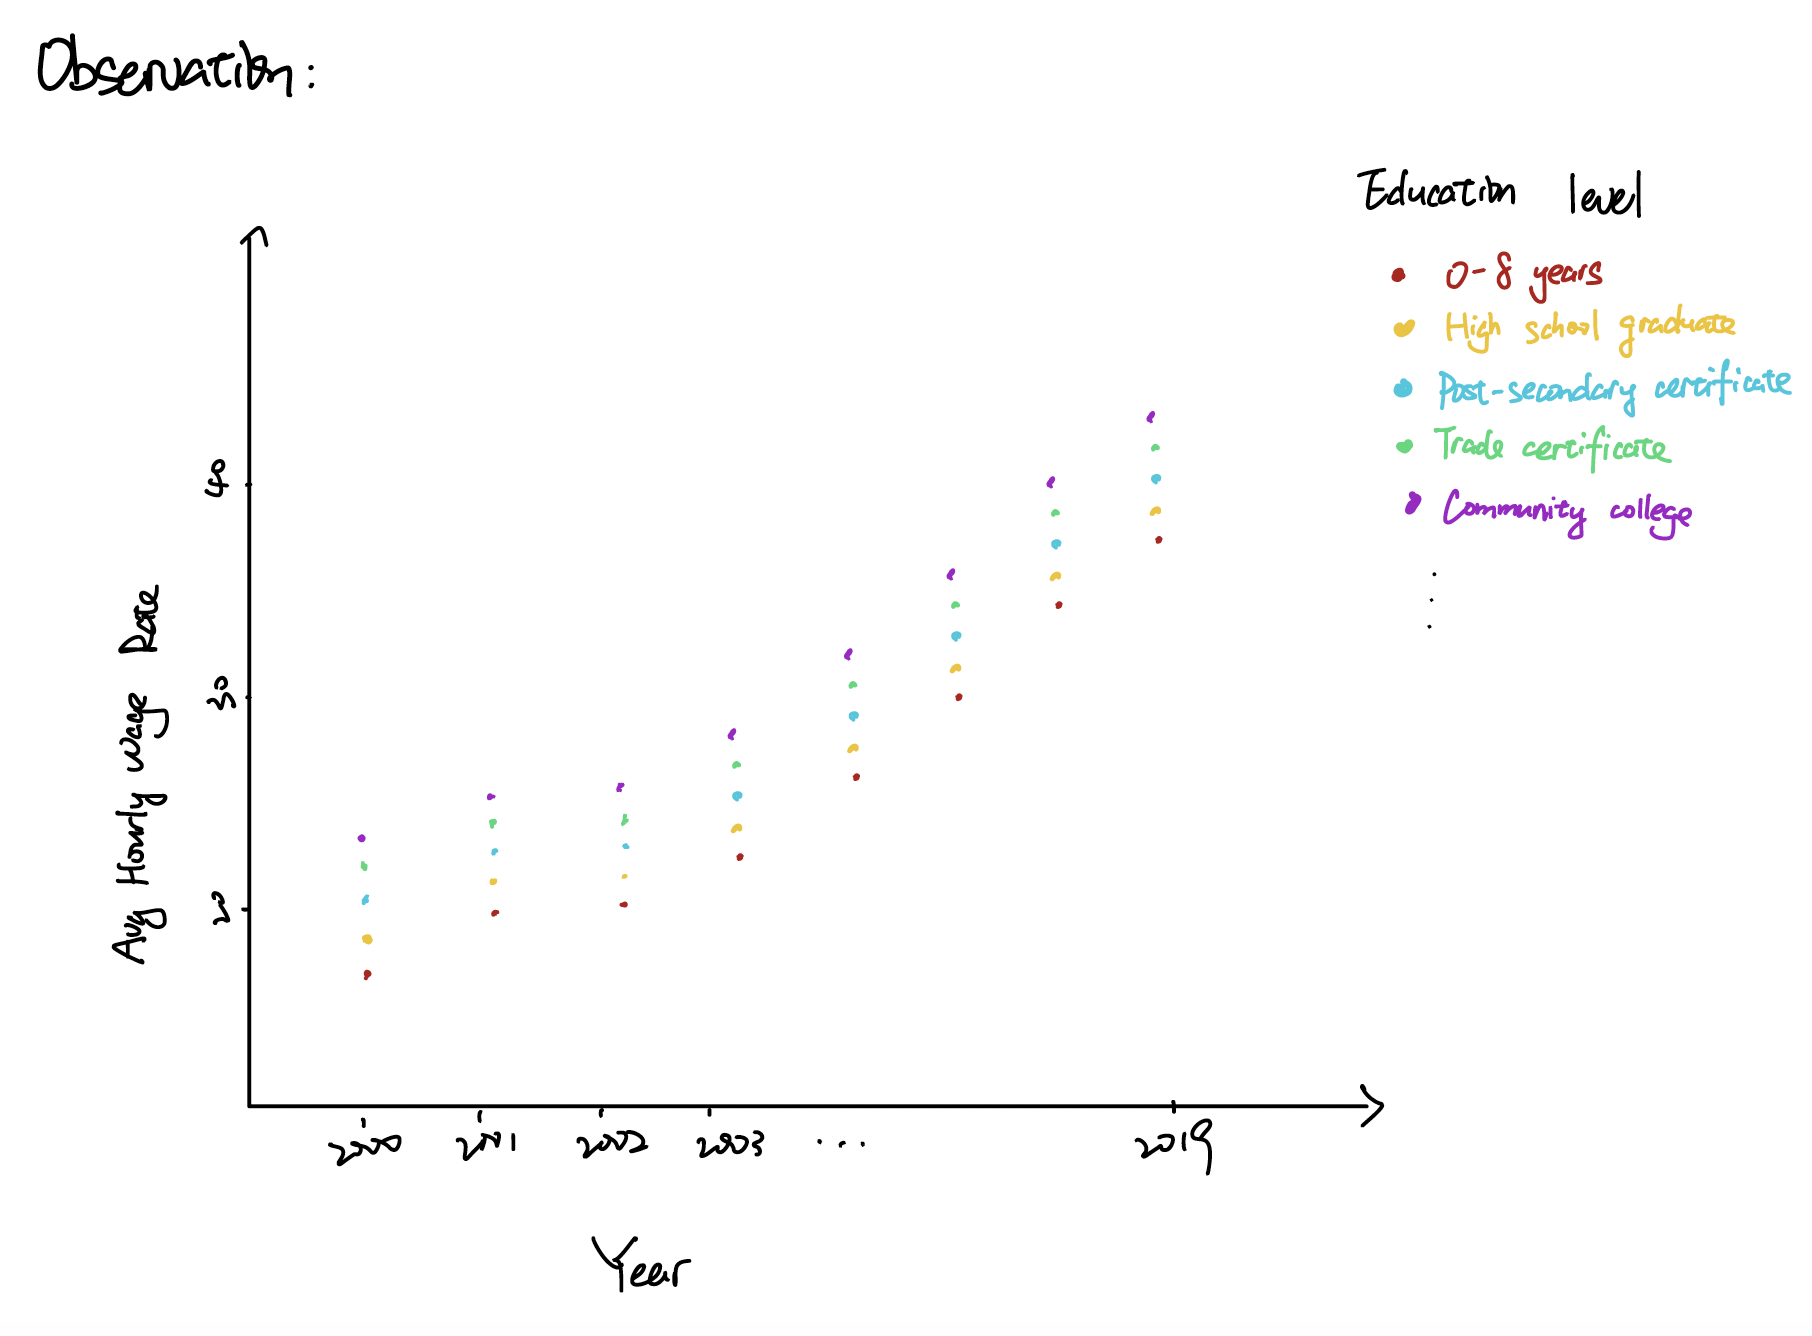 Observation:
Education level
0-8 years
High school graduate
Post-secondary certificate
Trade certificate
Community college
Avg Hourly Wage Rate
40
30
20
2000 2001 2002 2003 ... 2019
Year